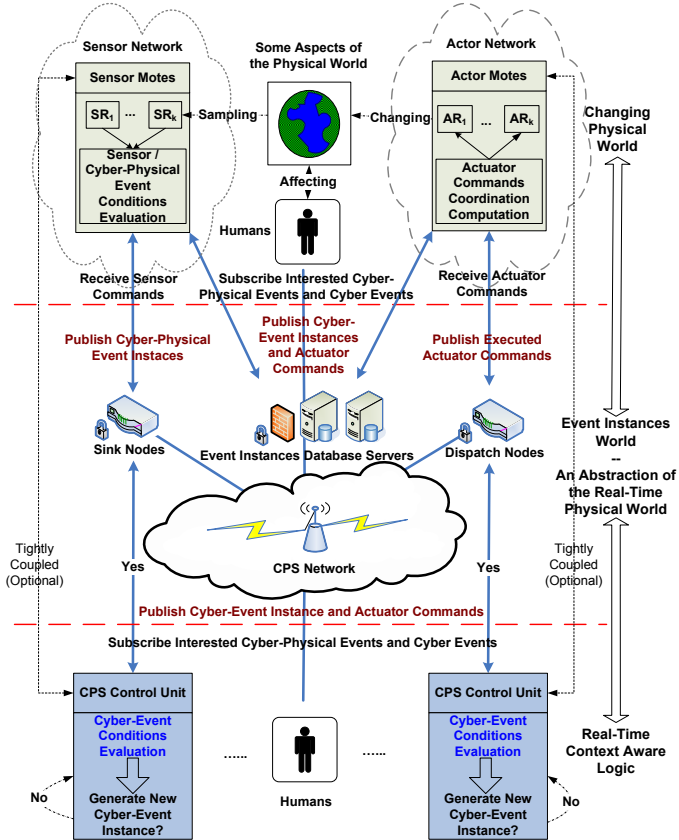 Sensor Network
Some Aspects of
the Physical World
Actor Network
Sensor Motes
SR1 ... SRk
Sensor /
Cyber-Physical
Event
Conditions
Evaluation
Sampling
Changing
Affecting
Humans
Actor Motes
AR1 ... ARk
Actuator
Commands
Coordination
Computation
Changing
Physical
World
Receive Sensor
Commands
Subscribe Interested Cyber-
Physical Events and Cyber Events
Receive Actuator
Commands
Publish Cyber-Physical
Event Instaces
Publish Cyber-
Event Instances
and Actuator
Commands
Publish Executed
Actuator Commands
Sink Nodes
Event Instances Database Servers
Dispatch Nodes
Event Instances
World
--
An Abstraction of
the Real-Time
Physical World
CPS Network
Tightly
Coupled
(Optional)
Yes
Yes
Tightly
Coupled
(Optional)
Publish Cyber-Event Instance and Actuator Commands
Subscribe Interested Cyber-Physical Events and Cyber Events
CPS Control Unit
Cyber-Event
Conditions
Evaluation
No
Generate New
Cyber-Event
Instance?
......
Humans
......
CPS Control Unit
Cyber-Event
Conditions
Evaluation
Generate New
Cyber-Event
Instance?
No
Real-Time
Context Aware
Logic